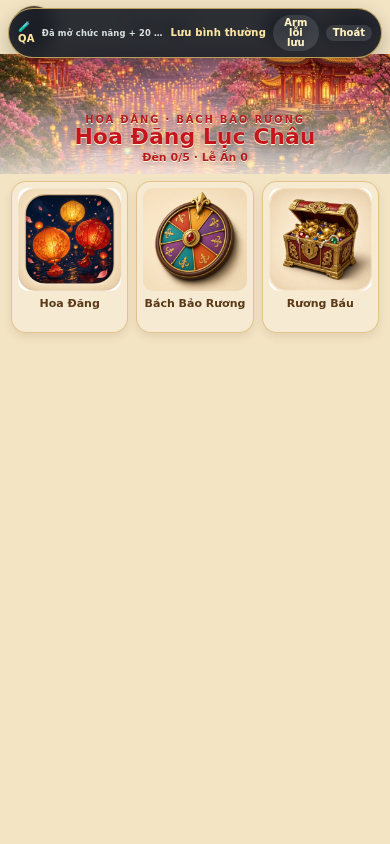 QA
Đã mở chức năng + 20 ...
Lưu bình thường
Arm
lỗi
lưu
Thoát
HOA ĐĂNG · BÁCH BẢO RƯƠNG
Hoa Đăng Lục Châu
Đèn 0/5 · Lễ Ấn 0
Hoa Đăng
Bách Bảo Rương
Rương Báu